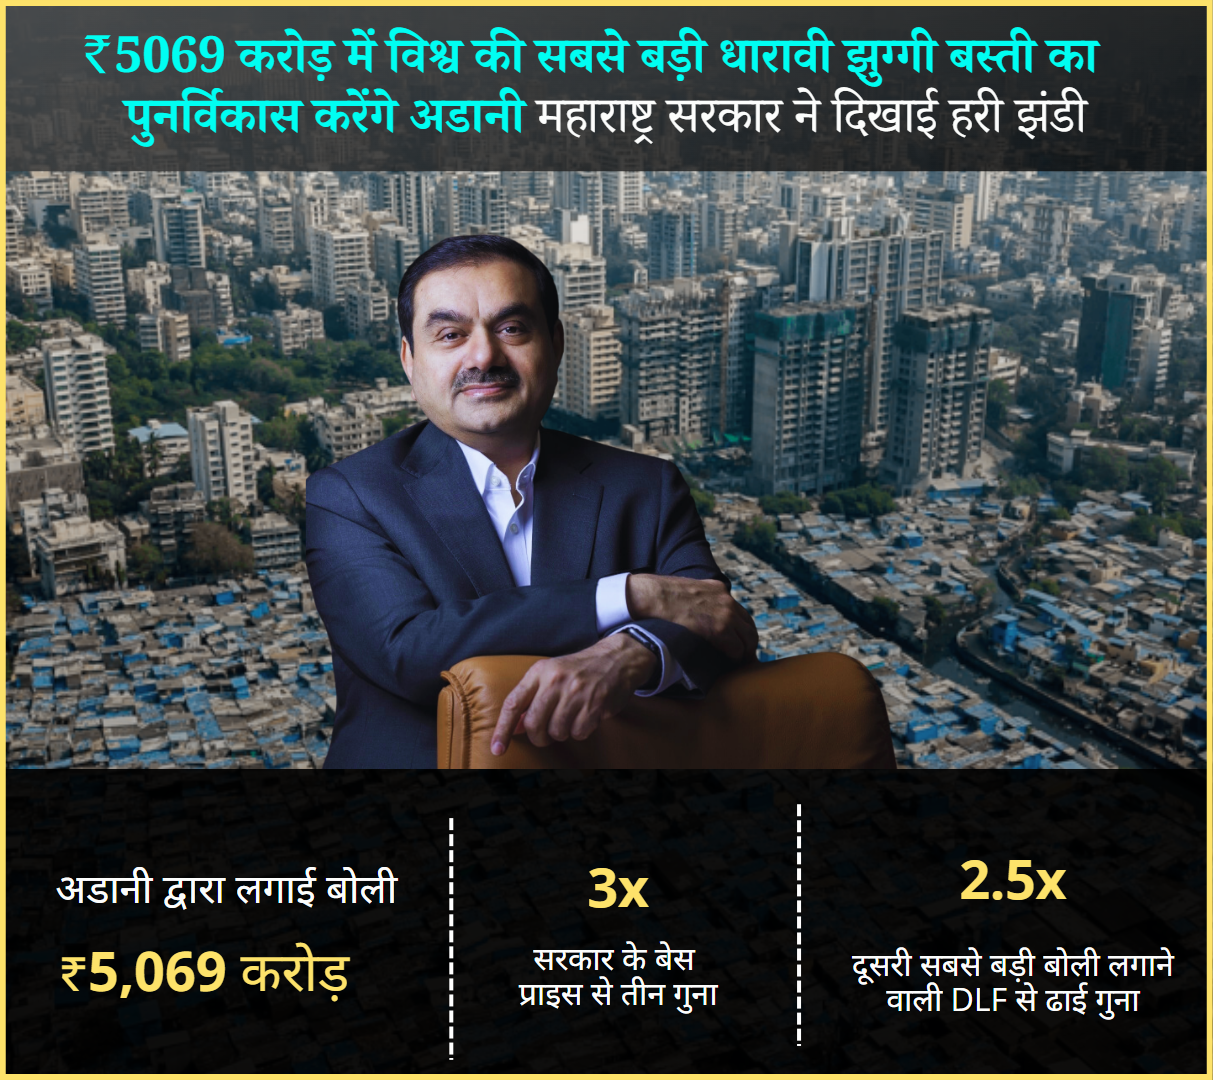 ₹5069 करोड़ में विश्व की सबसे बड़ी धारावी झुग्गी बस्ती का
पुनर्विकास करेंगे अडानी महाराष्ट्र सरकार ने दिखाई हरी झंडी
अडानी द्वारा लगाई बोली
₹5,069 करोड़
3x
सरकार के बेस
प्राइस से तीन गुना
2.5x
दूसरी सबसे बड़ी बोली लगाने
वाली DLF से ढाई गुना